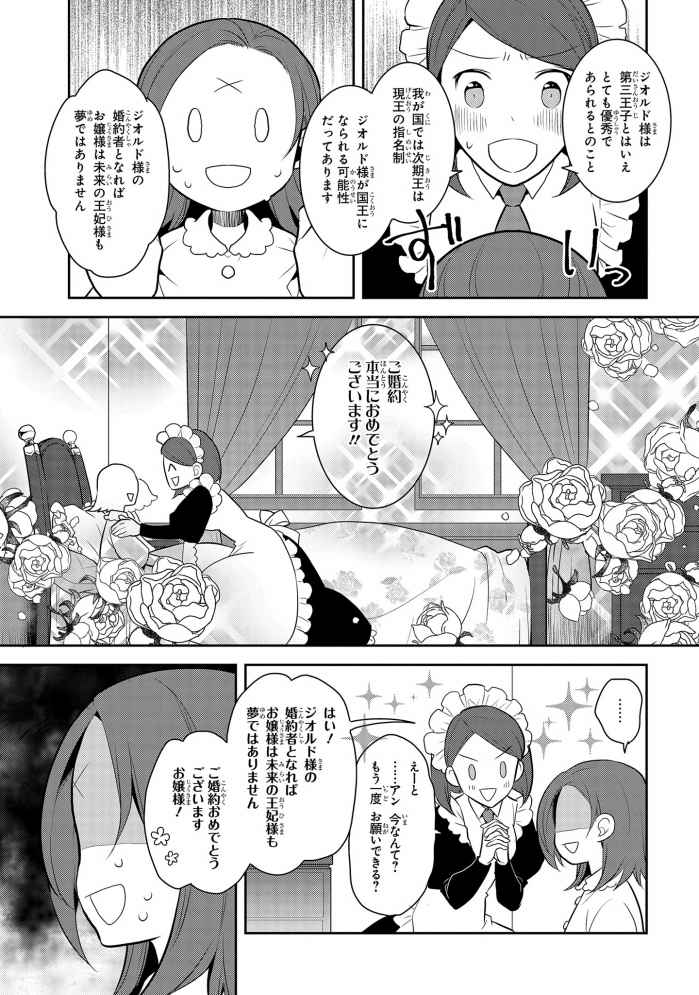 ジオルド様は
第三王子とはいえ
とても優秀で
あられるとのこと
我が国では次期王は
現王の指名制
ジオルド様が国王に
なられる可能性
だってあります
ずいっ
ジオルド様の
婚約者となれば
お嬢様は未来の王妃様も
夢ではありません
ご婚約
本当におめでとう
ございます!!
……
えーと
……アン 今なんて?
もう一度 お願いできる?
はい!
ジオルド様の
婚約者となれば
お嬢様は未来の王妃様も
夢ではありません
ご婚約おめでとう
ございます
お嬢様!